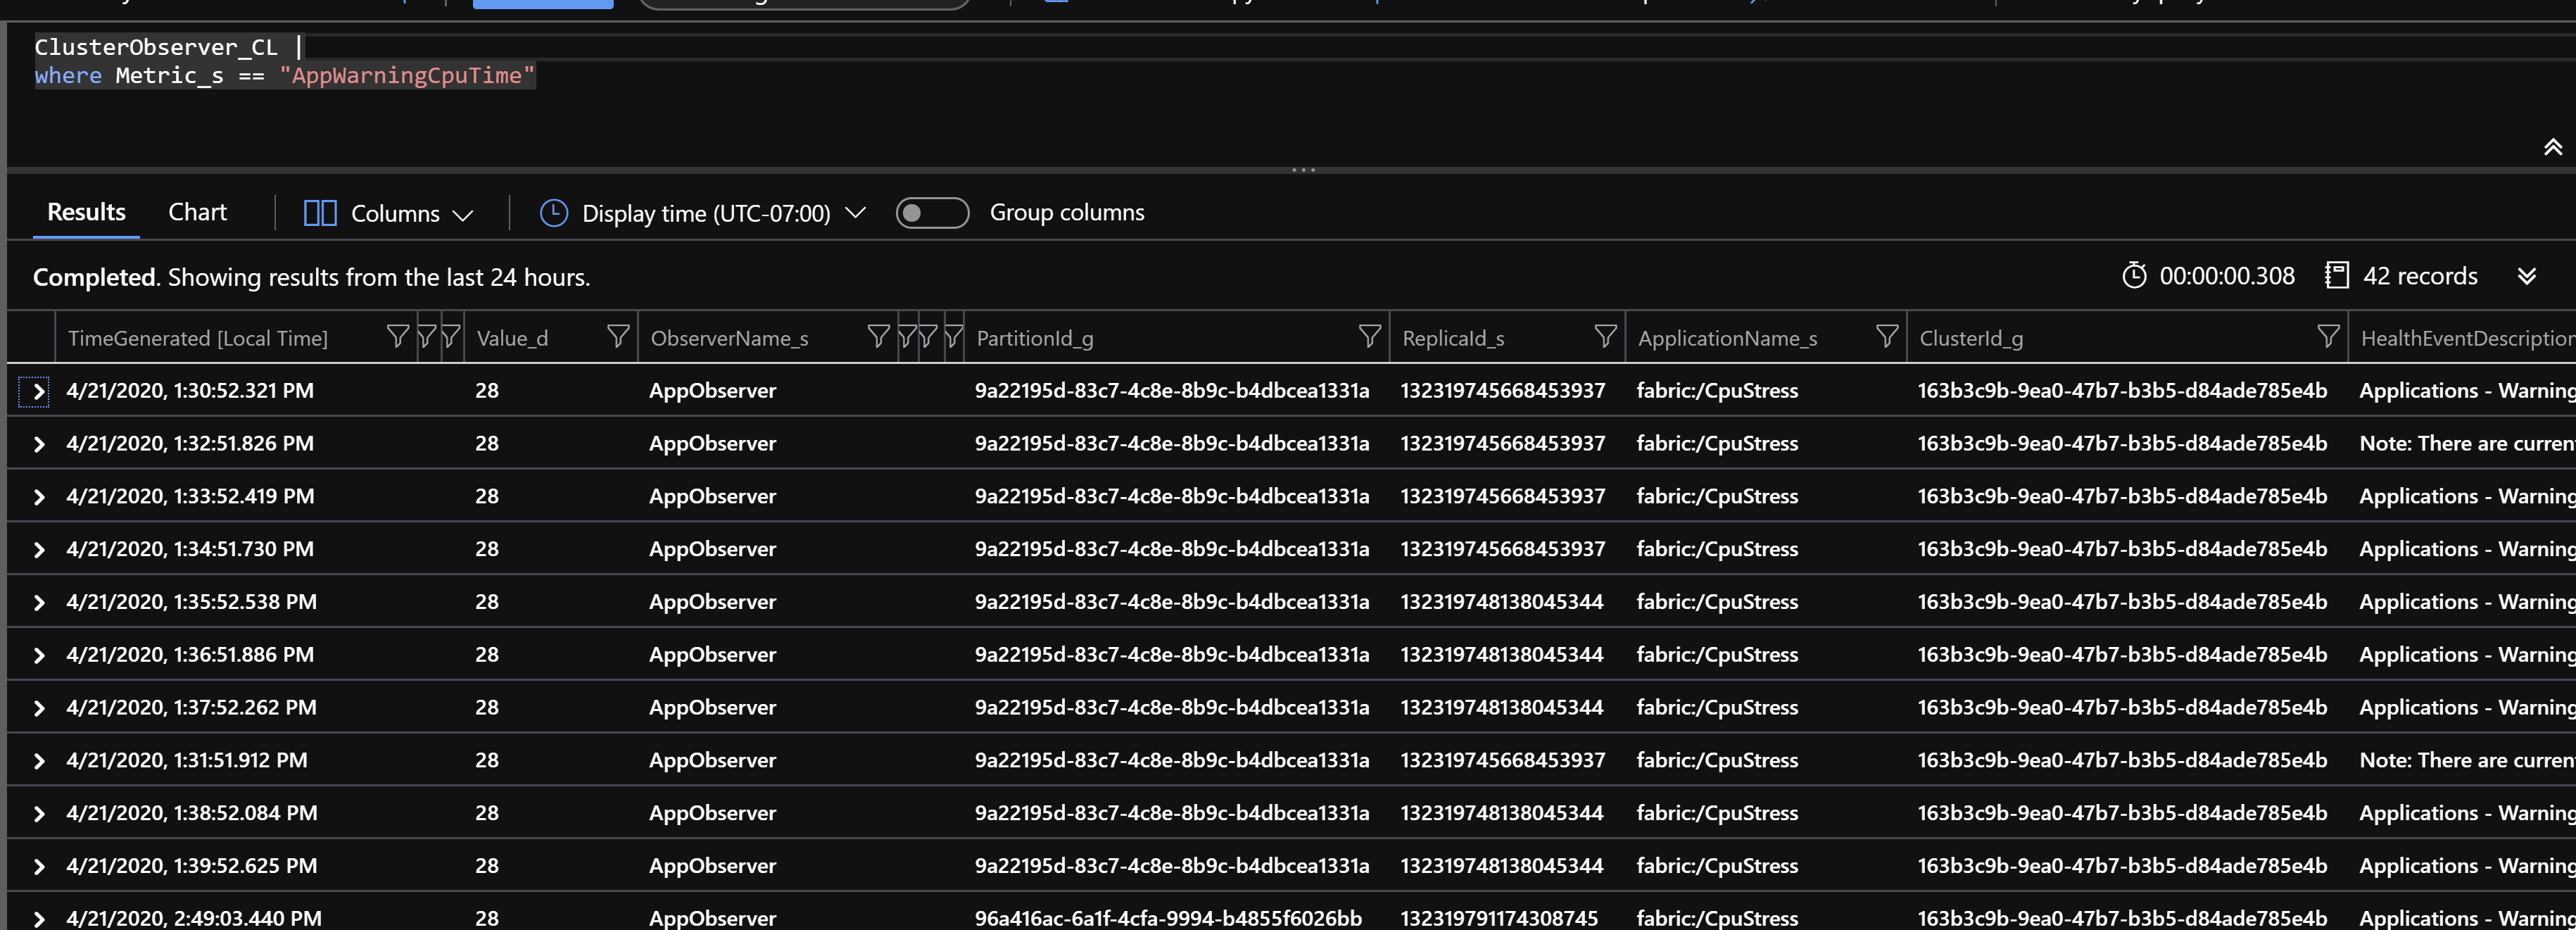 ClusterObserver_CL |
where Metric_s == "AppWarningCpuTime"
Results Chart Columns Display time (UTC-07:00) Group columns
Completed. Showing results from the last 24 hours. 00:00:00.308 42 records
TimeGenerated [Local Time] Value_d ObserverName_s PartitionId_g ReplicaId_s ApplicationName_s ClusterId_g HealthEventDescription
4/21/2020, 1:30:52.321 PM 28 AppObserver 9a22195d-83c7-4c8e-8b9c-b4dbcea1331a 132319745668453937 fabric:/CpuStress 163b3c9b-9ea0-47b7-b3b5-d84ade785e4b Applications - Warning
4/21/2020, 1:32:51.826 PM 28 AppObserver 9a22195d-83c7-4c8e-8b9c-b4dbcea1331a 132319745668453937 fabric:/CpuStress 163b3c9b-9ea0-47b7-b3b5-d84ade785e4b Note: There are curren
4/21/2020, 1:33:52.419 PM 28 AppObserver 9a22195d-83c7-4c8e-8b9c-b4dbcea1331a 132319745668453937 fabric:/CpuStress 163b3c9b-9ea0-47b7-b3b5-d84ade785e4b Applications - Warning
4/21/2020, 1:34:51.730 PM 28 AppObserver 9a22195d-83c7-4c8e-8b9c-b4dbcea1331a 132319745668453937 fabric:/CpuStress 163b3c9b-9ea0-47b7-b3b5-d84ade785e4b Applications - Warning
4/21/2020, 1:35:52.538 PM 28 AppObserver 9a22195d-83c7-4c8e-8b9c-b4dbcea1331a 132319748138045344 fabric:/CpuStress 163b3c9b-9ea0-47b7-b3b5-d84ade785e4b Applications - Warning
4/21/2020, 1:36:51.886 PM 28 AppObserver 9a22195d-83c7-4c8e-8b9c-b4dbcea1331a 132319748138045344 fabric:/CpuStress 163b3c9b-9ea0-47b7-b3b5-d84ade785e4b Applications - Warning
4/21/2020, 1:37:52.262 PM 28 AppObserver 9a22195d-83c7-4c8e-8b9c-b4dbcea1331a 132319748138045344 fabric:/CpuStress 163b3c9b-9ea0-47b7-b3b5-d84ade785e4b Applications - Warning
4/21/2020, 1:31:51.912 PM 28 AppObserver 9a22195d-83c7-4c8e-8b9c-b4dbcea1331a 132319745668453937 fabric:/CpuStress 163b3c9b-9ea0-47b7-b3b5-d84ade785e4b Note: There are curren
4/21/2020, 1:38:52.084 PM 28 AppObserver 9a22195d-83c7-4c8e-8b9c-b4dbcea1331a 132319748138045344 fabric:/CpuStress 163b3c9b-9ea0-47b7-b3b5-d84ade785e4b Applications - Warning
4/21/2020, 1:39:52.625 PM 28 AppObserver 9a22195d-83c7-4c8e-8b9c-b4dbcea1331a 132319748138045344 fabric:/CpuStress 163b3c9b-9ea0-47b7-b3b5-d84ade785e4b Applications - Warning
4/21/2020, 2:49:03.440 PM 28 AppObserver 96a416ac-6a1f-4cfa-9994-b4855f6026bb 132319791174308745 fabric:/CpuStress 163b3c9b-9ea0-47b7-b3b5-d84ade785e4b Applications - Warning